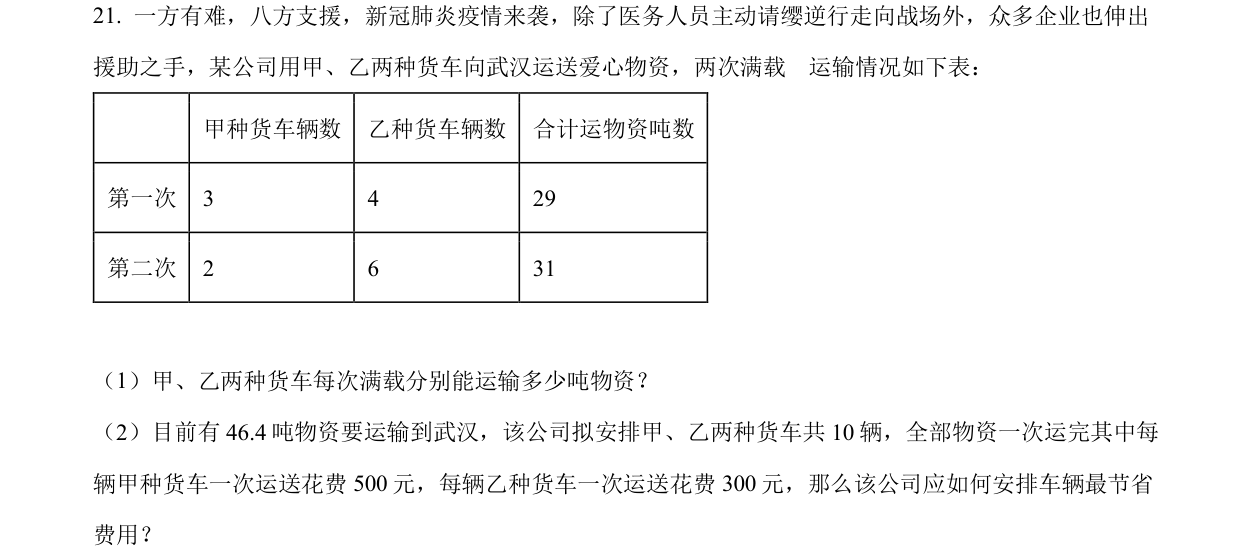 21. 一方有难，八方支援，新冠肺炎疫情来袭，除了医务人员主动请缨逆行走向战场外，众多企业也伸出
援助之手，某公司用甲、乙两种货车向武汉运送爱心物资，两次满载 运输情况如下表：
甲种货车辆数 乙种货车辆数 合计运物资吨数
第一次 3 4 29
第二次 2 6 31
（1）甲、乙两种货车每次满载分别能运输多少吨物资？
（2）目前有 46.4 吨物资要运输到武汉，该公司拟安排甲、乙两种货车共 10 辆，全部物资一次运完其中每
辆甲种货车一次运送花费 500 元，每辆乙种货车一次运送花费 300 元，那么该公司应如何安排车辆最节省
费用？